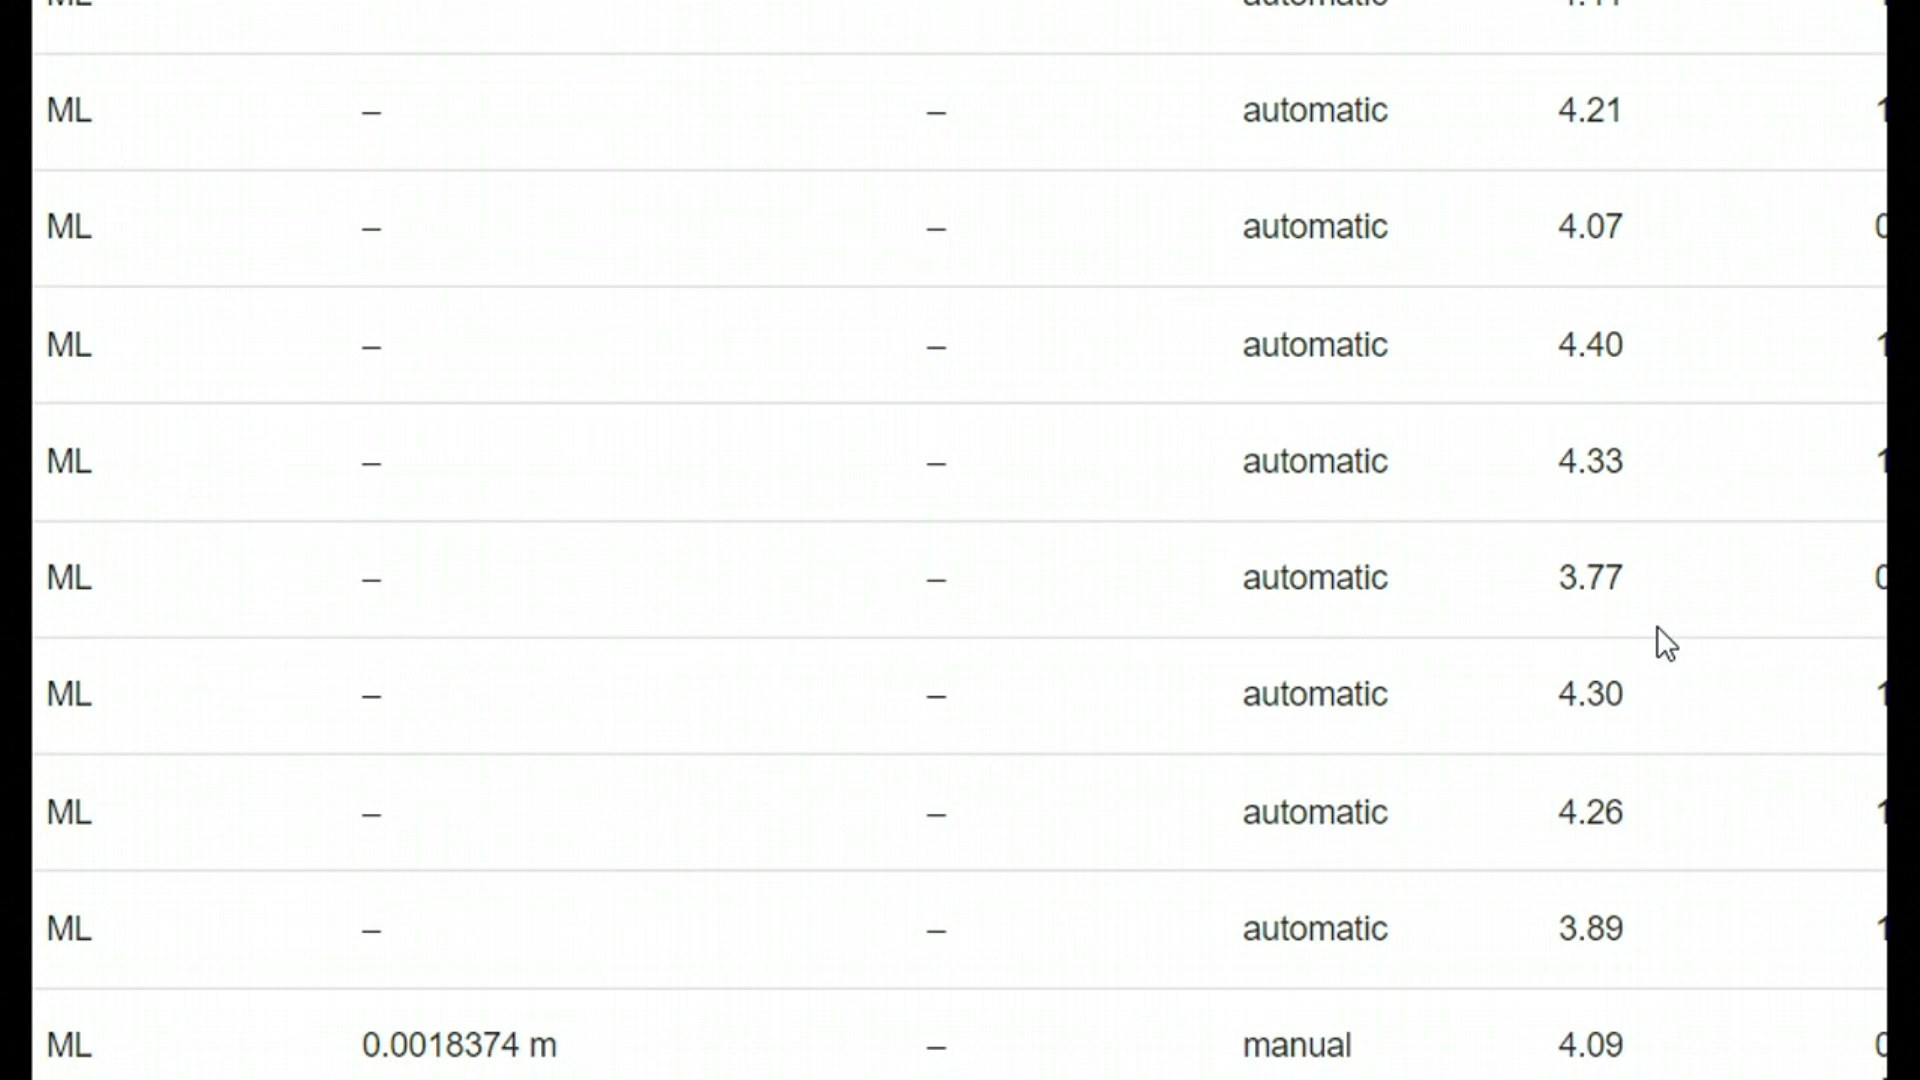 ML – – automatic 4.21
ML – – automatic 4.07
ML – – automatic 4.40
ML – – automatic 4.33
ML – – automatic 3.77
ML – – automatic 4.30
ML – – automatic 4.26
ML – – automatic 3.89
ML 0.0018374 m – manual 4.09